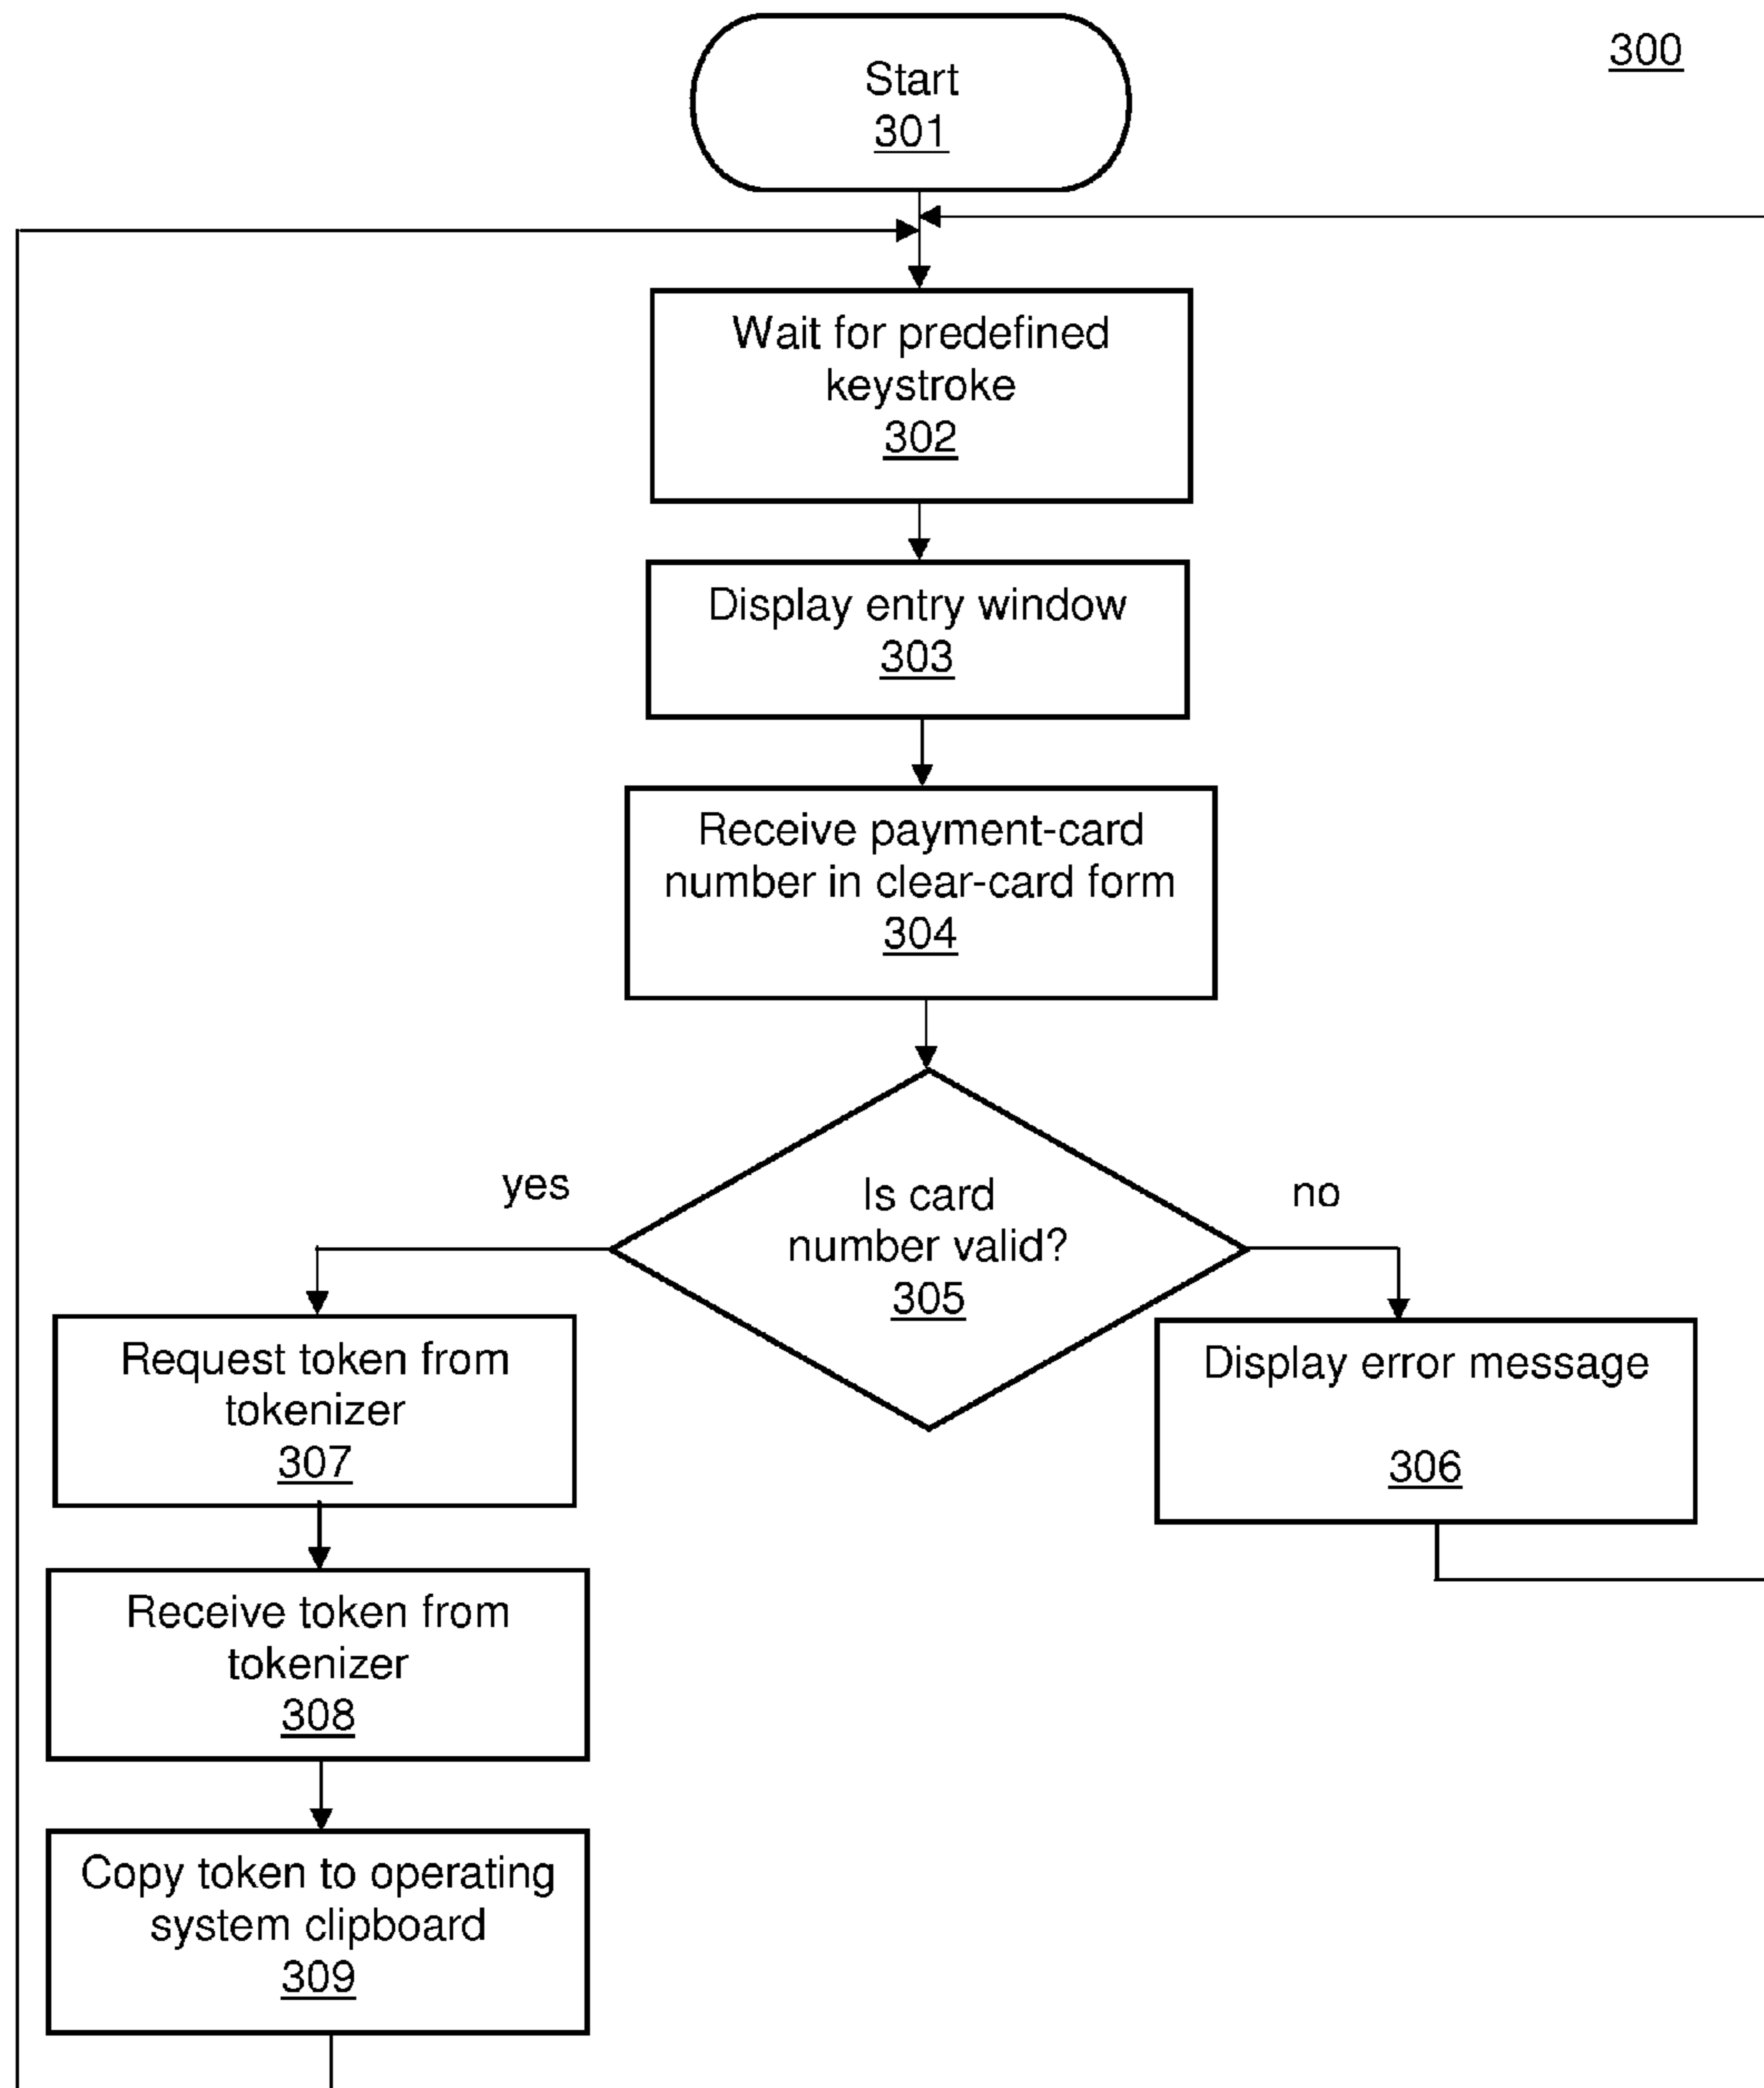 300
Start
301
Wait for predefined
keystroke
302
Display entry window
303
Receive payment-card
number in clear-card form
304
yes
Is card
number valid?
305
no
Request token from
tokenizer
307
Display error message
306
Receive token from
tokenizer
308
Copy token to operating
system clipboard
309